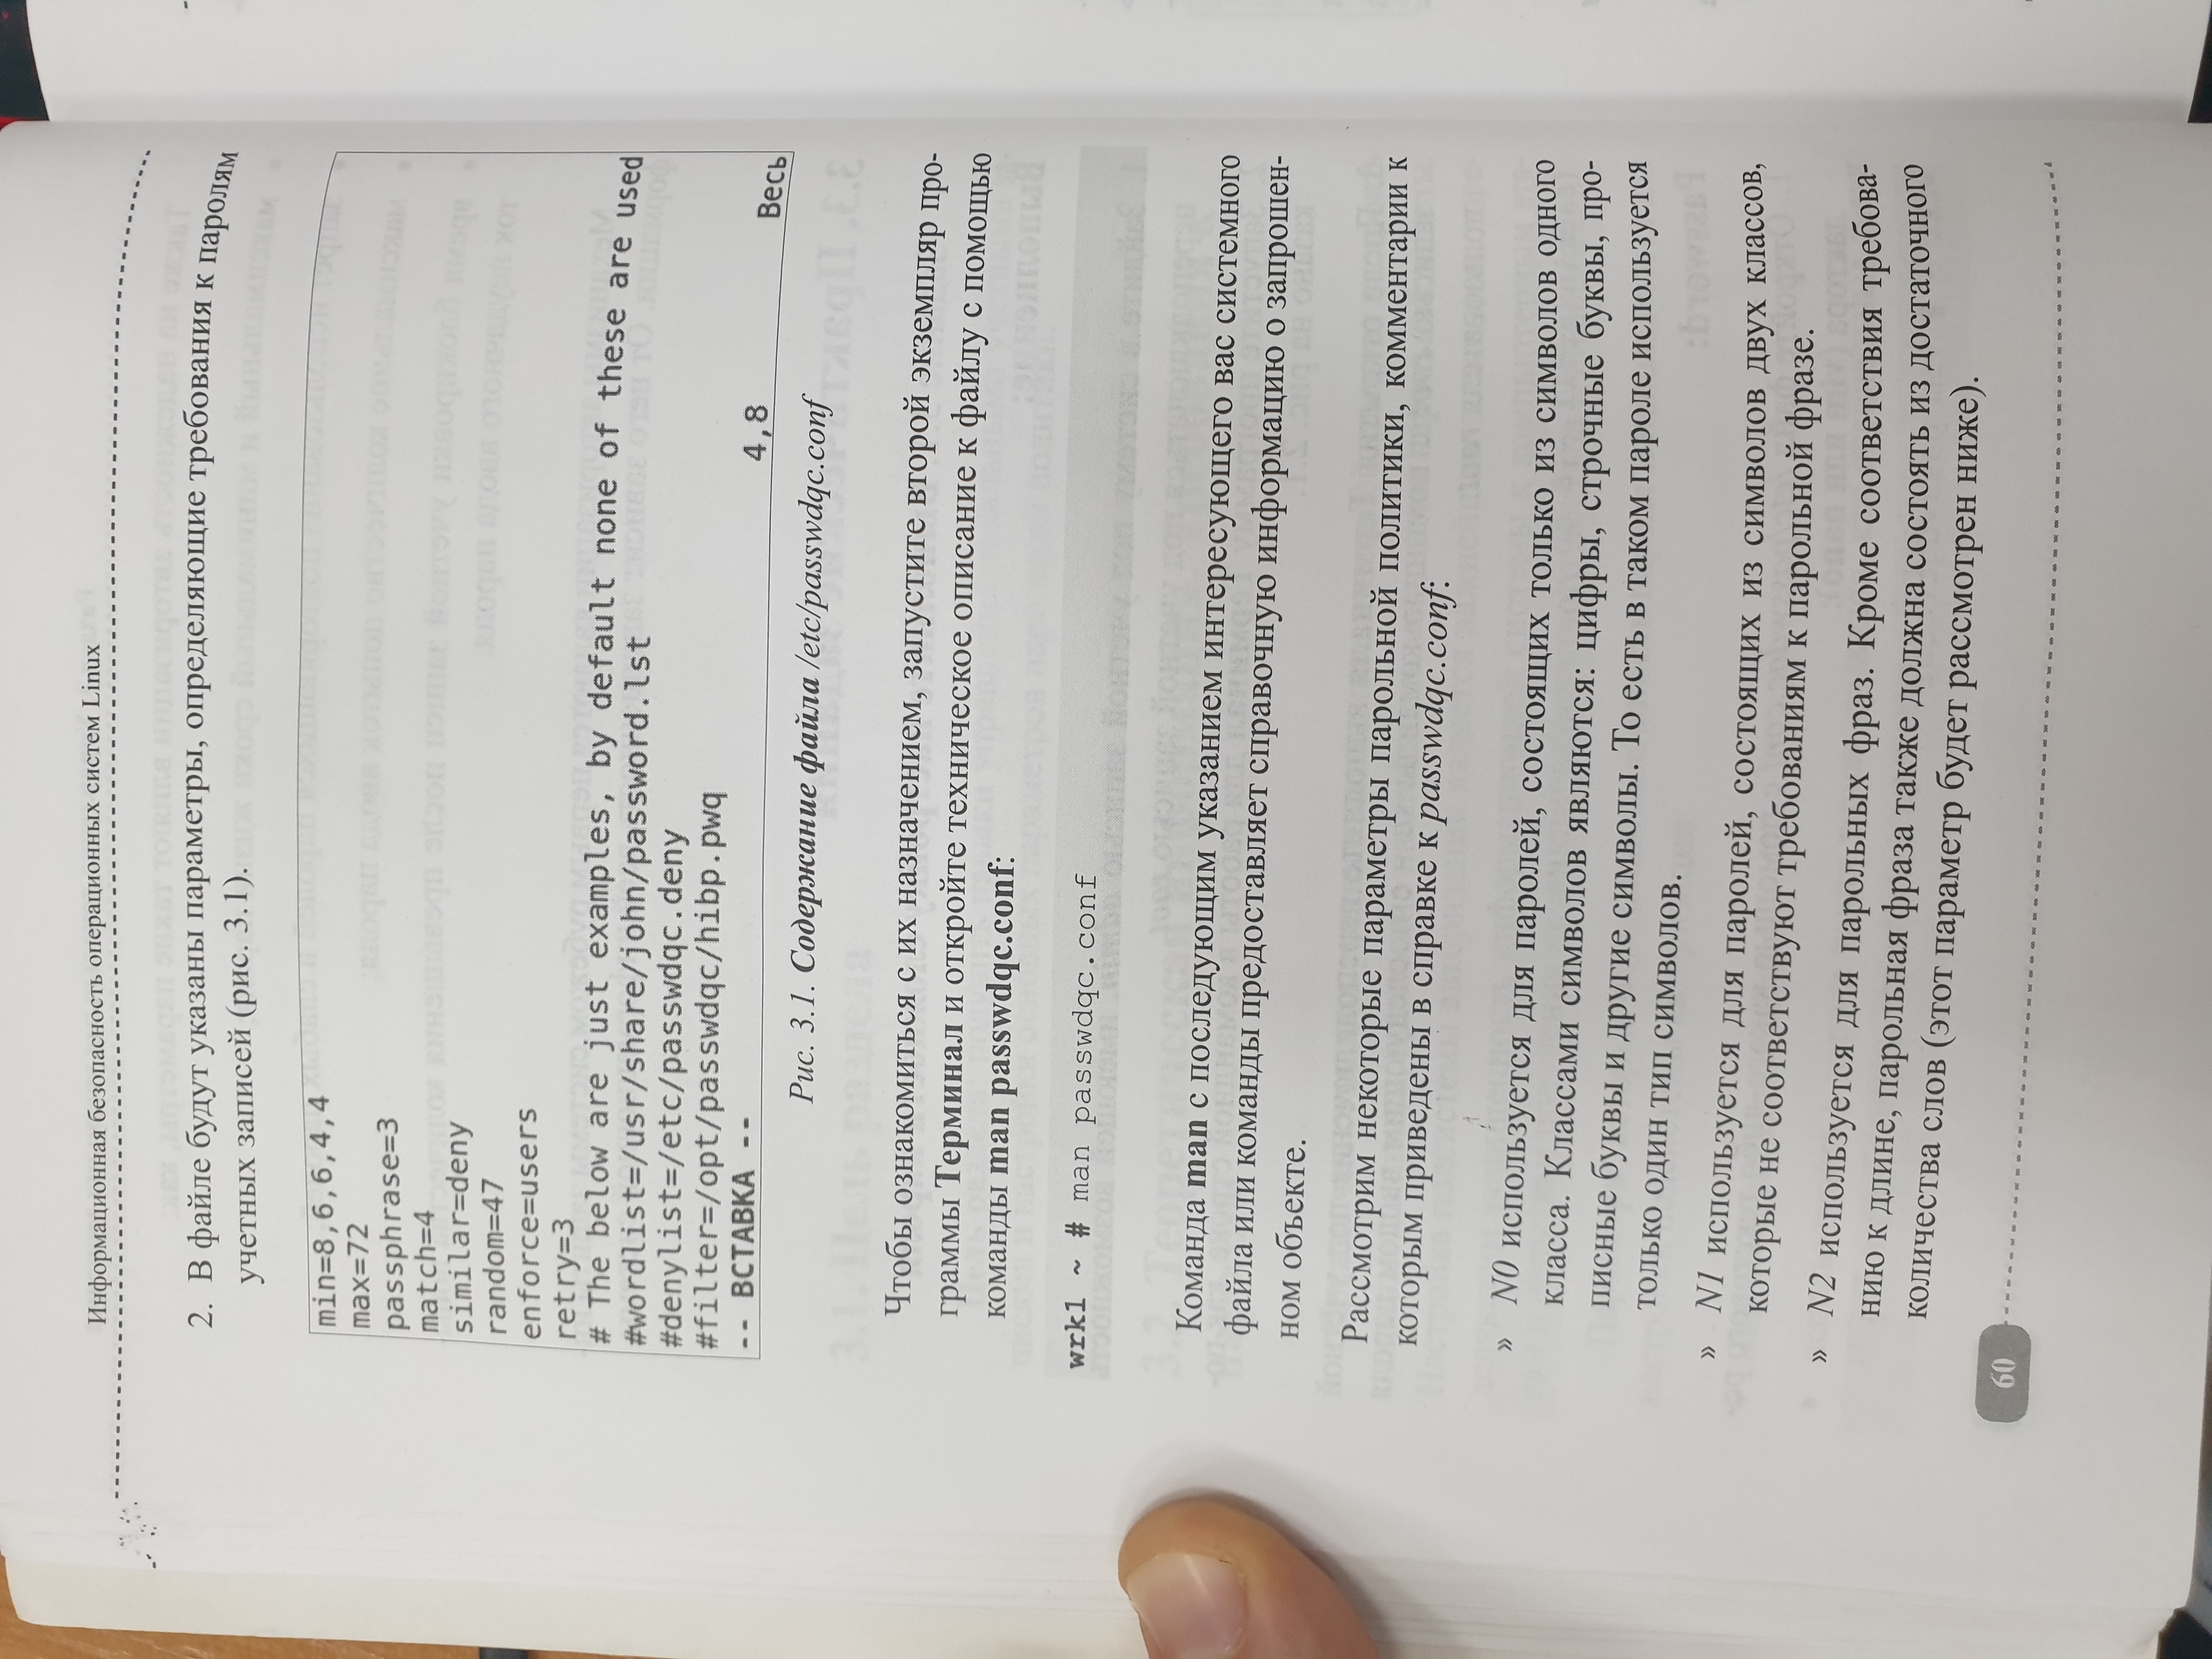 Информационная безопасность операционных систем Linux
2. В файле будут указаны параметры, определяющие требования к паролям
учетных записей (рис. 3.1).
min=8,6,6,4,4
max=72
passphrase=3
match=4
similar=deny
random=47
enforce=users
retry=3
# The below are just examples, by default none of these are used
#wordlist=/usr/share/john/password.lst
#denylist=/etc/passwdqc.deny
#filter=/opt/passwdqc/hibp.pwq
-- ВСТАВКА -- 4,8 Весь
Рис. 3.1. Содержание файла /etc/passwdqc.conf
Чтобы ознакомиться с их назначением, запустите второй экземпляр про-
граммы Терминал и откройте техническое описание к файлу с помощью
команды man passwdqc.conf:
wrk1 ~ # man passwdqc.conf
Команда man с последующим указанием интересующего вас системного
файла или команды предоставляет справочную информацию о запрошен-
ном объекте.
Рассмотрим некоторые параметры парольной политики, комментарии к
которым приведены в справке к passwdqc.conf:
» N0 используется для паролей, состоящих только из символов одного
класса. Классами символов являются: цифры, строчные буквы, про-
писные буквы и другие символы. То есть в таком пароле используется
только один тип символов.
» N1 используется для паролей, состоящих из символов двух классов,
которые не соответствуют требованиям к парольной фразе.
» N2 используется для парольных фраз. Кроме соответствия требова-
нию к длине, парольная фраза также должна состоять из достаточного
количества слов (этот параметр будет рассмотрен ниже).
60